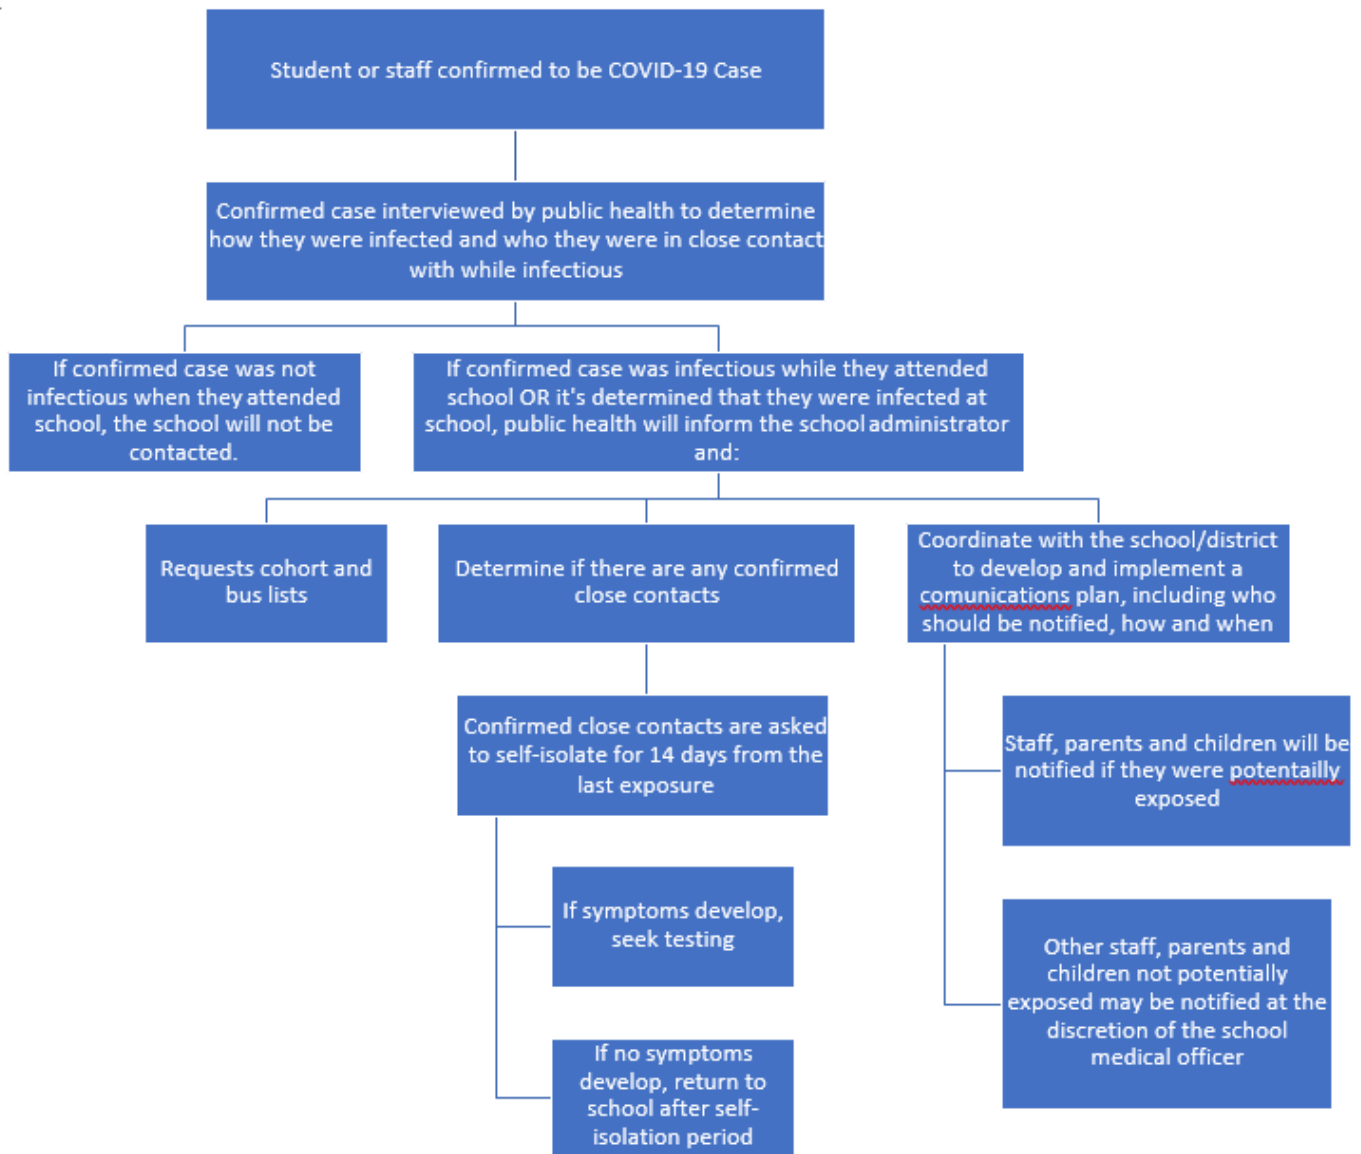 Student or staff confirmed to be COVID-19 Case
Confirmed case interviewed by public health to determine
how they were infected and who they were in close contact
with while infectious
If confirmed case was not
infectious when they attended
school, the school will not be
contacted.
If confirmed case was infectious while they attended
school OR it's determined that they were infected at
school, public health will inform the school administrator
and:
Requests cohort and
bus lists
Determine if there are any confirmed
close contacts
Coordinate with the school/district
to develop and implement a
comunications plan, including who
should be notified, how and when
Confirmed close contacts are asked
to self-isolate for 14 days from the
last exposure
Staff, parents and children will be
notified if they were potentailly
exposed
If symptoms develop,
seek testing
Other staff, parents and
children not potentially
exposed may be notified at the
discretion of the school
medical officer
If no symptoms
develop, return to
school after self-
isolation period